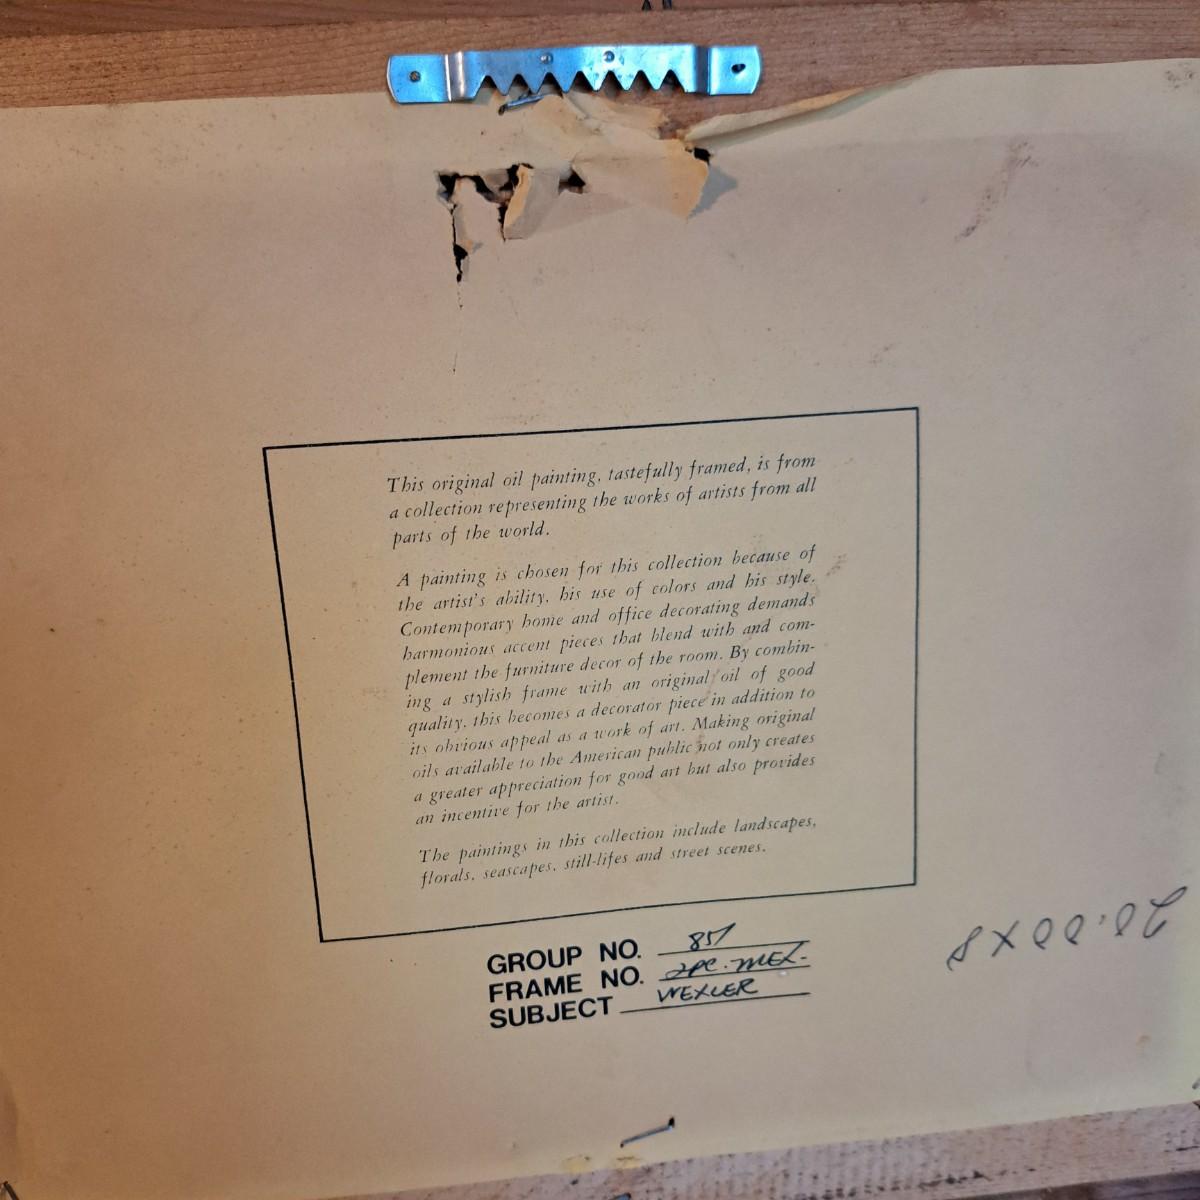 This original oil painting, tastefully framed, is from
a collection representing the works of artists from all
parts of the world.
A painting is chosen for this collection because of
the artist's ability, his use of colors and his style.
Contemporary home and office decorating demands
harmonious accent pieces that blend with and com-
plement the furniture decor of the room. By combin-
ing a stylish frame with an original oil of good
quality, this becomes a decorator piece in addition to
its obvious appeal as a work of art. Making original
oils available to the American public not only creates
a greater appreciation for good art but also provides
an incentive for the artist.
The paintings in this collection include landscapes,
florals, seascapes, still-lifes and street scenes.
GROUP NO. 851
FRAME NO. 2PC. MEX.
SUBJECT WEXLER